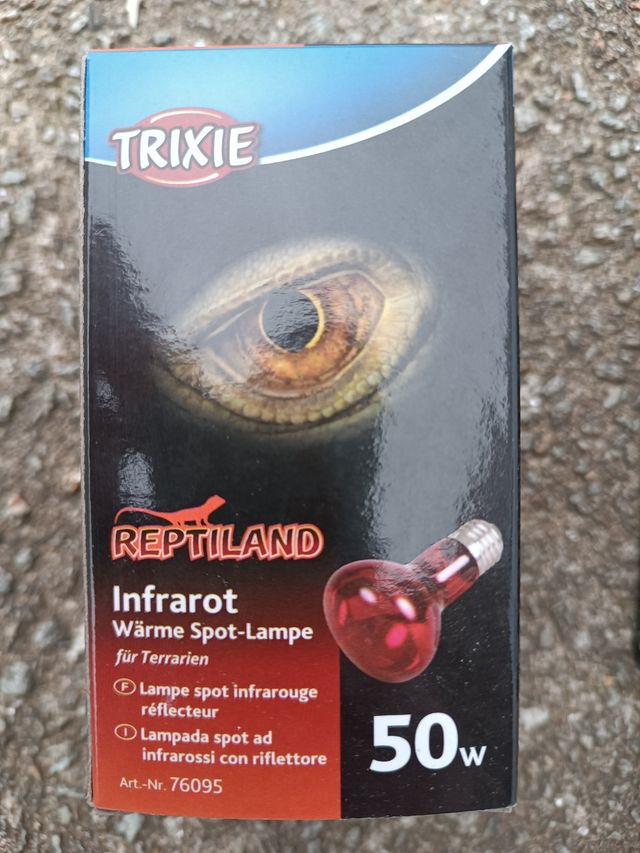 TRIXIE
REPTILAND
Infrarot
Wärme Spot-Lampe
für Terrarien
F Lampe spot infrarouge
réflecteur
I Lampada spot ad
infrarossi con riflettore
Art.-Nr. 76095
50w